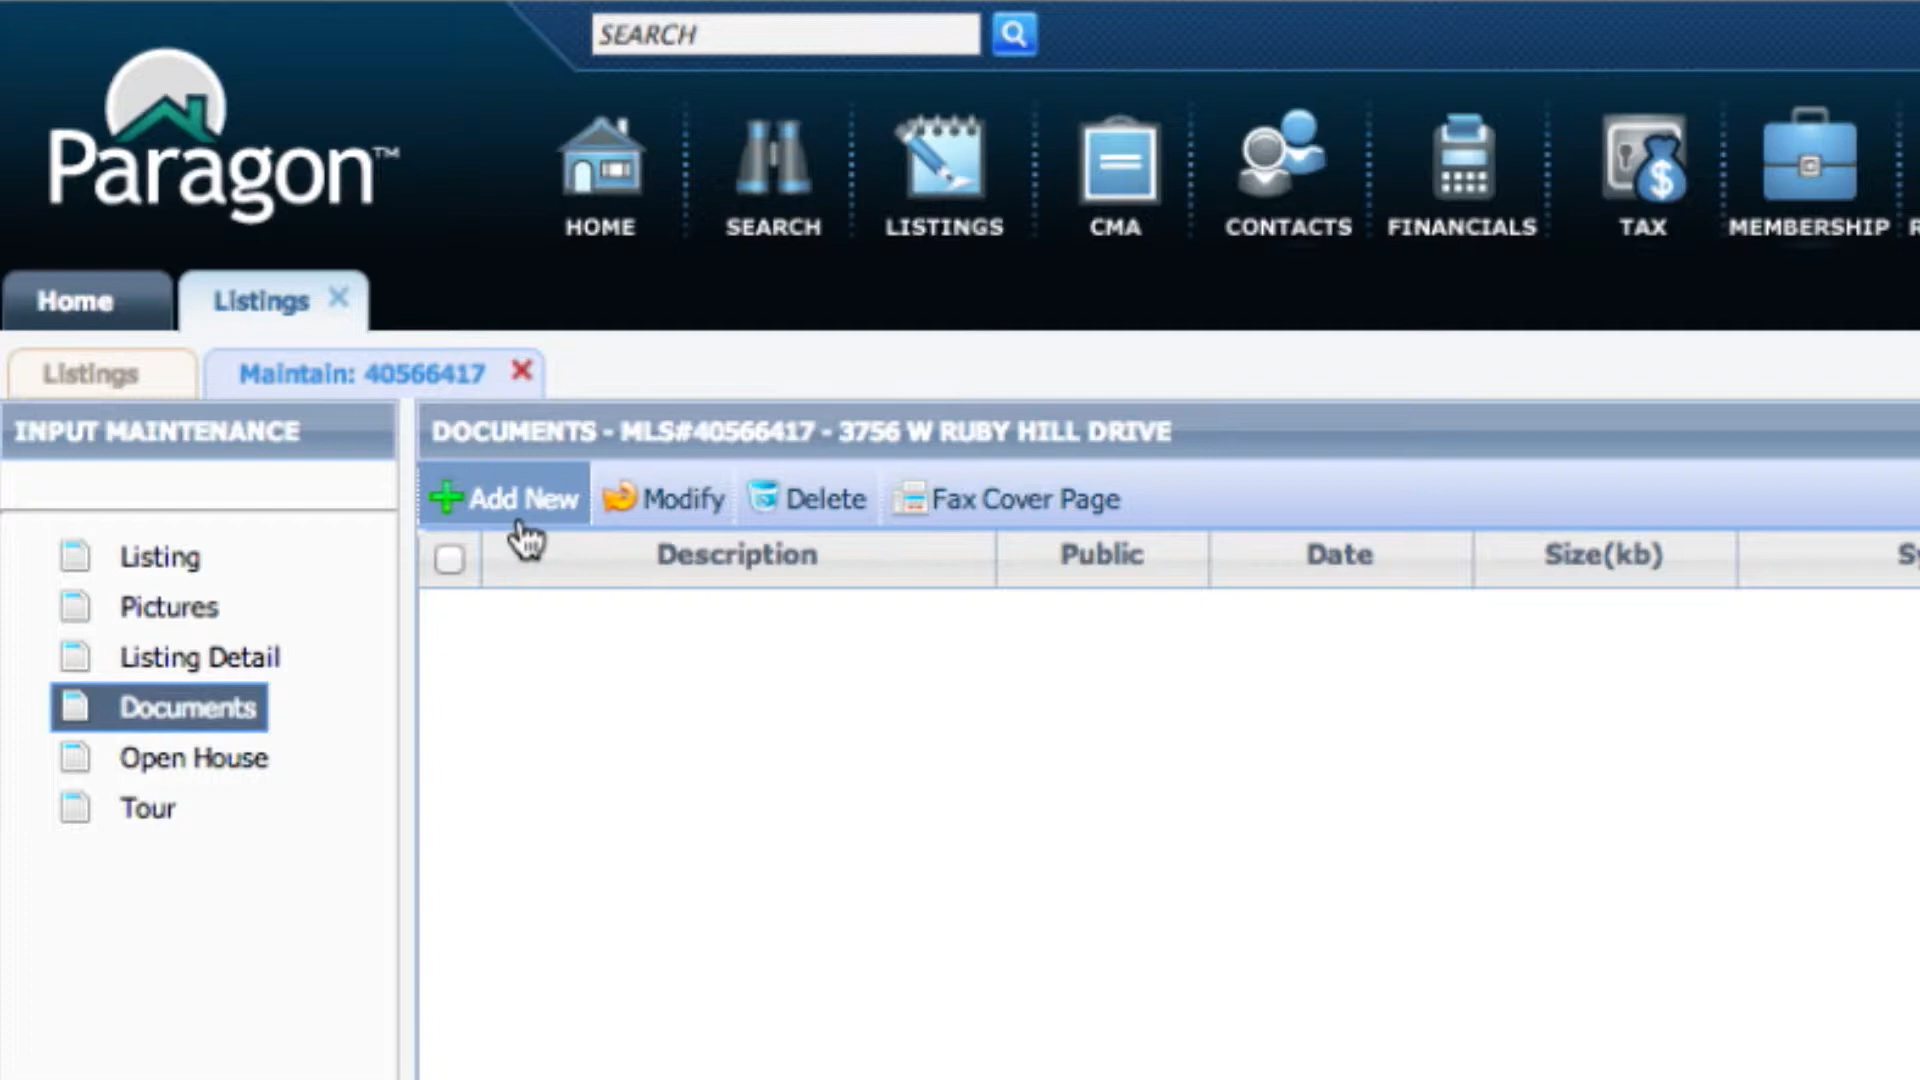 SEARCH
Paragon™
HOME SEARCH LISTINGS CMA CONTACTS FINANCIALS TAX MEMBERSHIP
Home Listings
Listings Maintain: 40566417
INPUT MAINTENANCE
DOCUMENTS - MLS#40566417 - 3756 W RUBY HILL DRIVE
Add New Modify Delete Fax Cover Page
Description Public Date Size(kb)
Listing
Pictures
Listing Detail
Documents
Open House
Tour